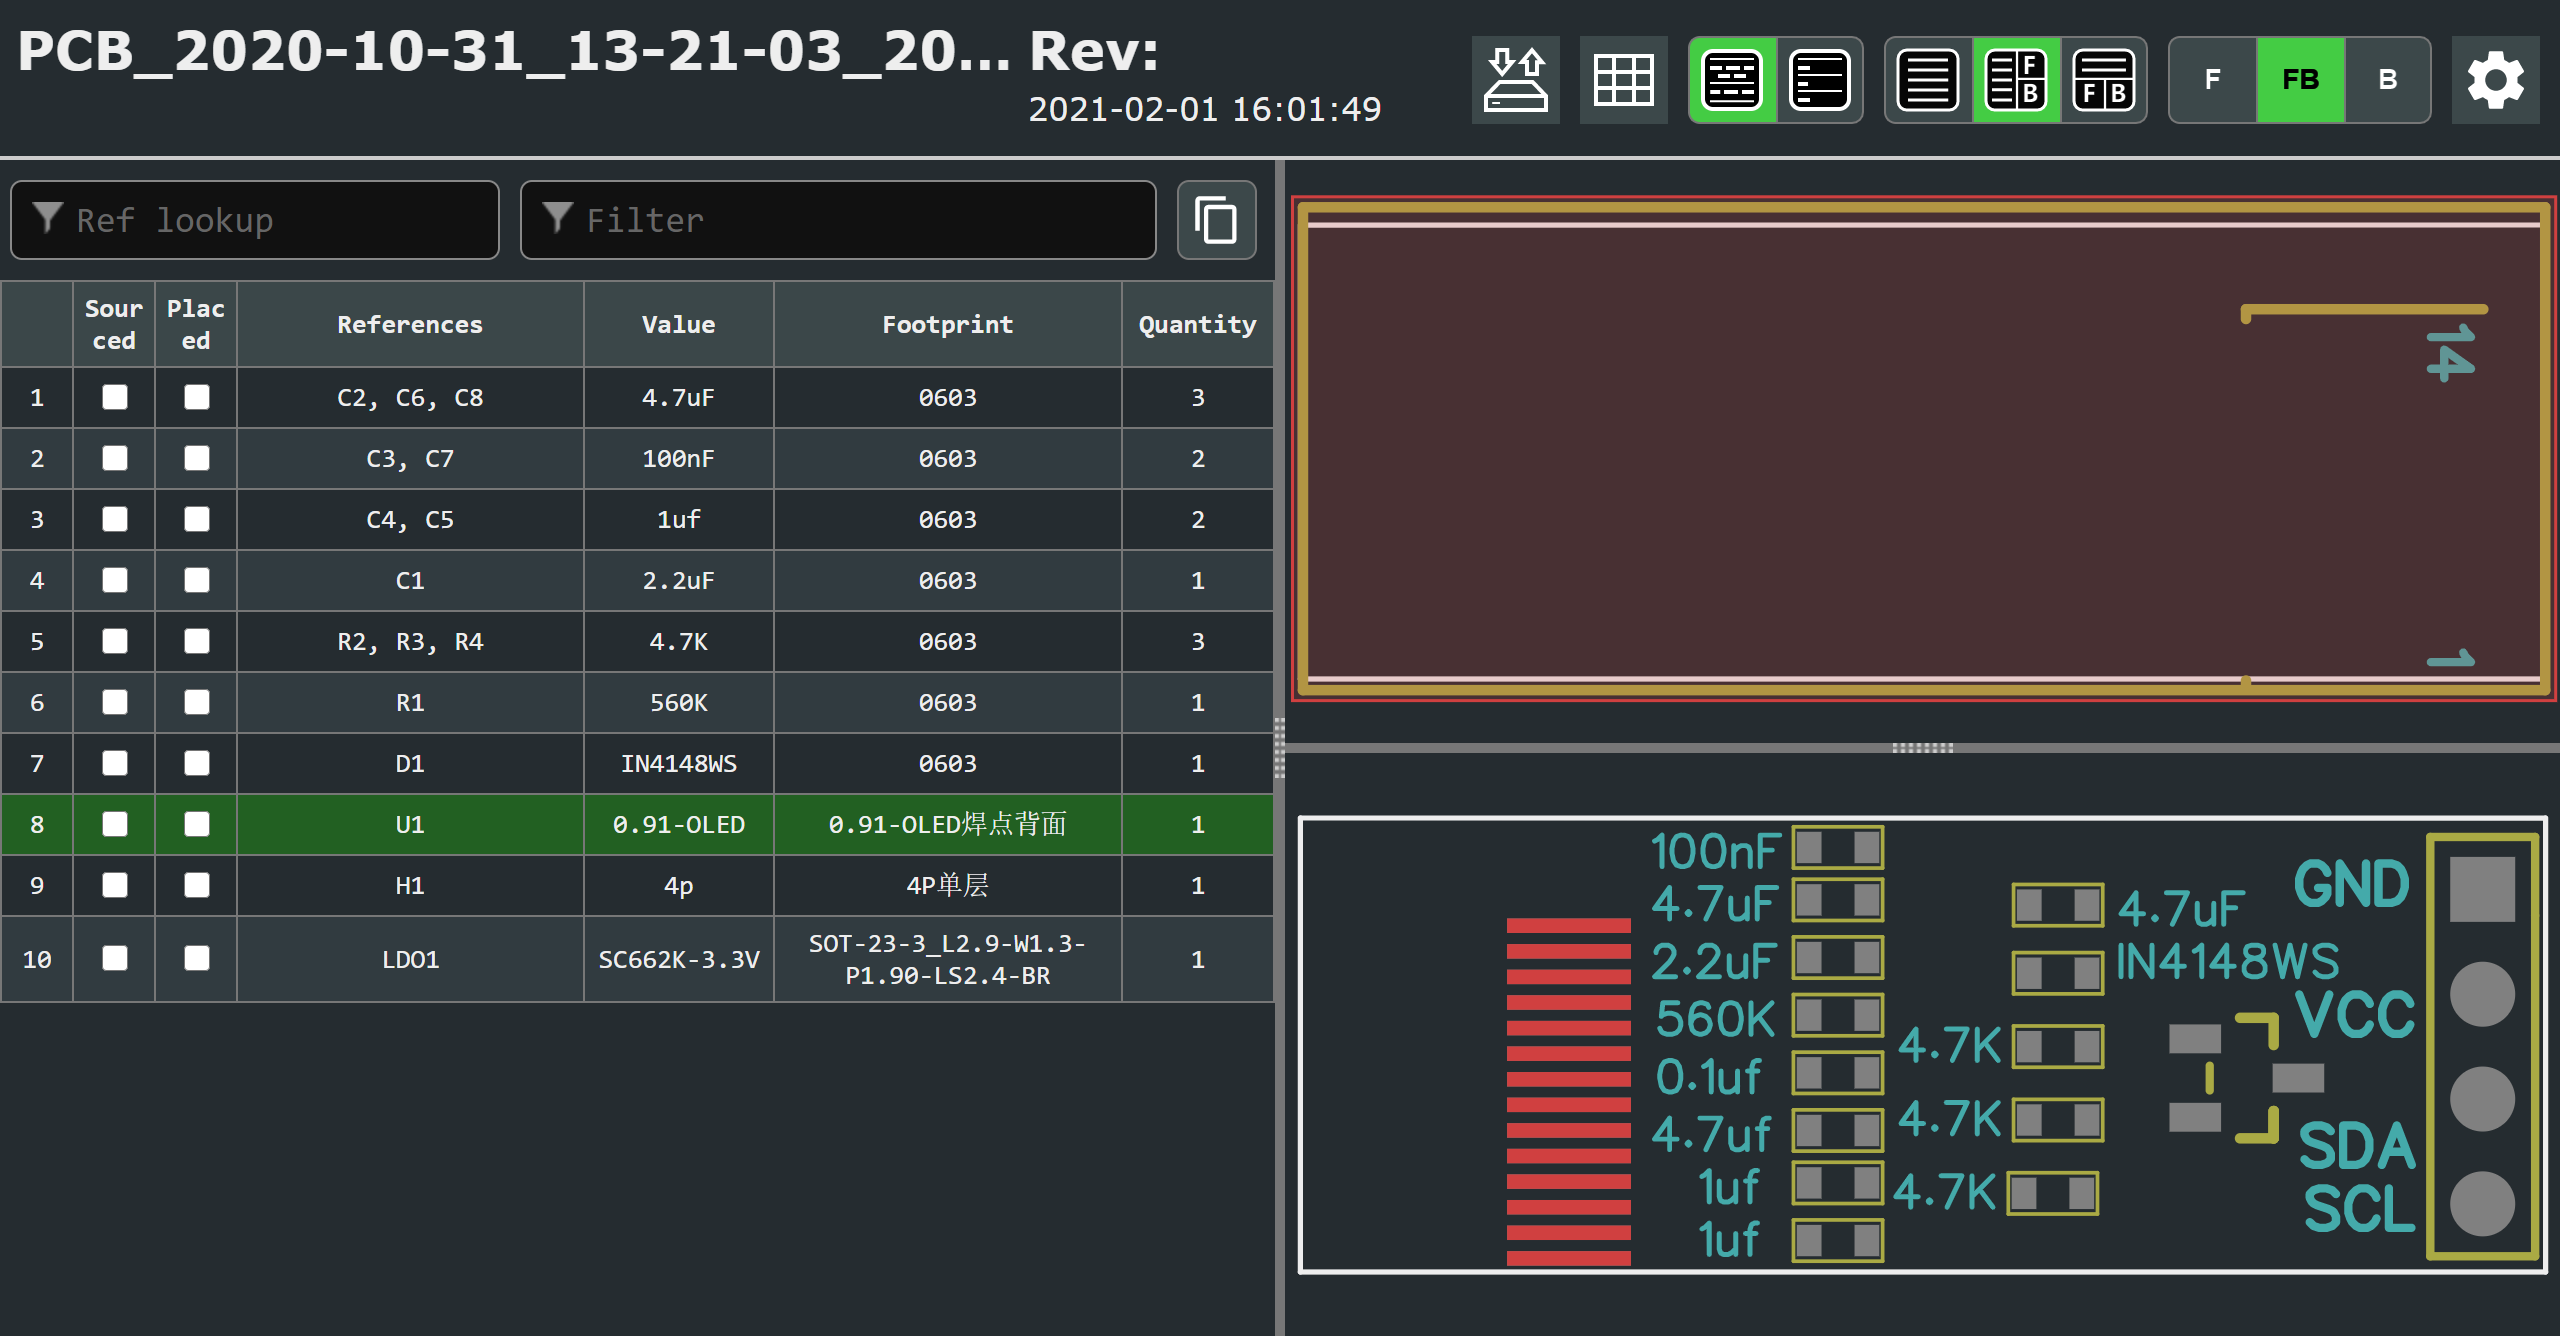 PCB_2020-10-31_13-21-03_20... Rev:
2021-02-01 16:01:49
F B
F B
F FB B
Ref lookup
Filter
Sourced Placed References Value Footprint Quantity
1 C2, C6, C8 4.7uF 0603 3
2 C3, C7 100nF 0603 2
3 C4, C5 1uf 0603 2
4 C1 2.2uF 0603 1
5 R2, R3, R4 4.7K 0603 3
6 R1 560K 0603 1
7 D1 IN4148WS 0603 1
8 U1 0.91-OLED 0.91-OLED焊点背面 1
9 H1 4p 4P单层 1
10 LDO1 SC662K-3.3V SOT-23-3_L2.9-W1.3-
P1.90-LS2.4-BR 1
14
1
100nF
4.7uF
2.2uF
560K
0.1uf
4.7uf
1uf
1uf
4.7uF
IN4148WS
4.7K
4.7K
4.7K
GND
VCC
SDA
SCL